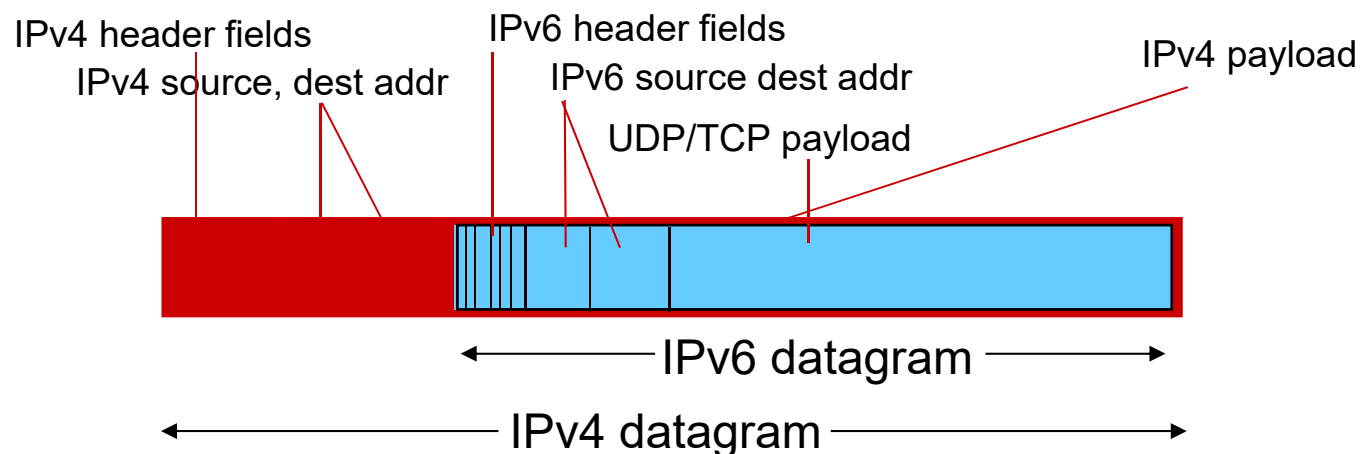 IPv4 header fields
IPv4 source, dest addr
IPv6 header fields
IPv6 source dest addr
UDP/TCP payload
IPv4 payload
IPv6 datagram
IPv4 datagram